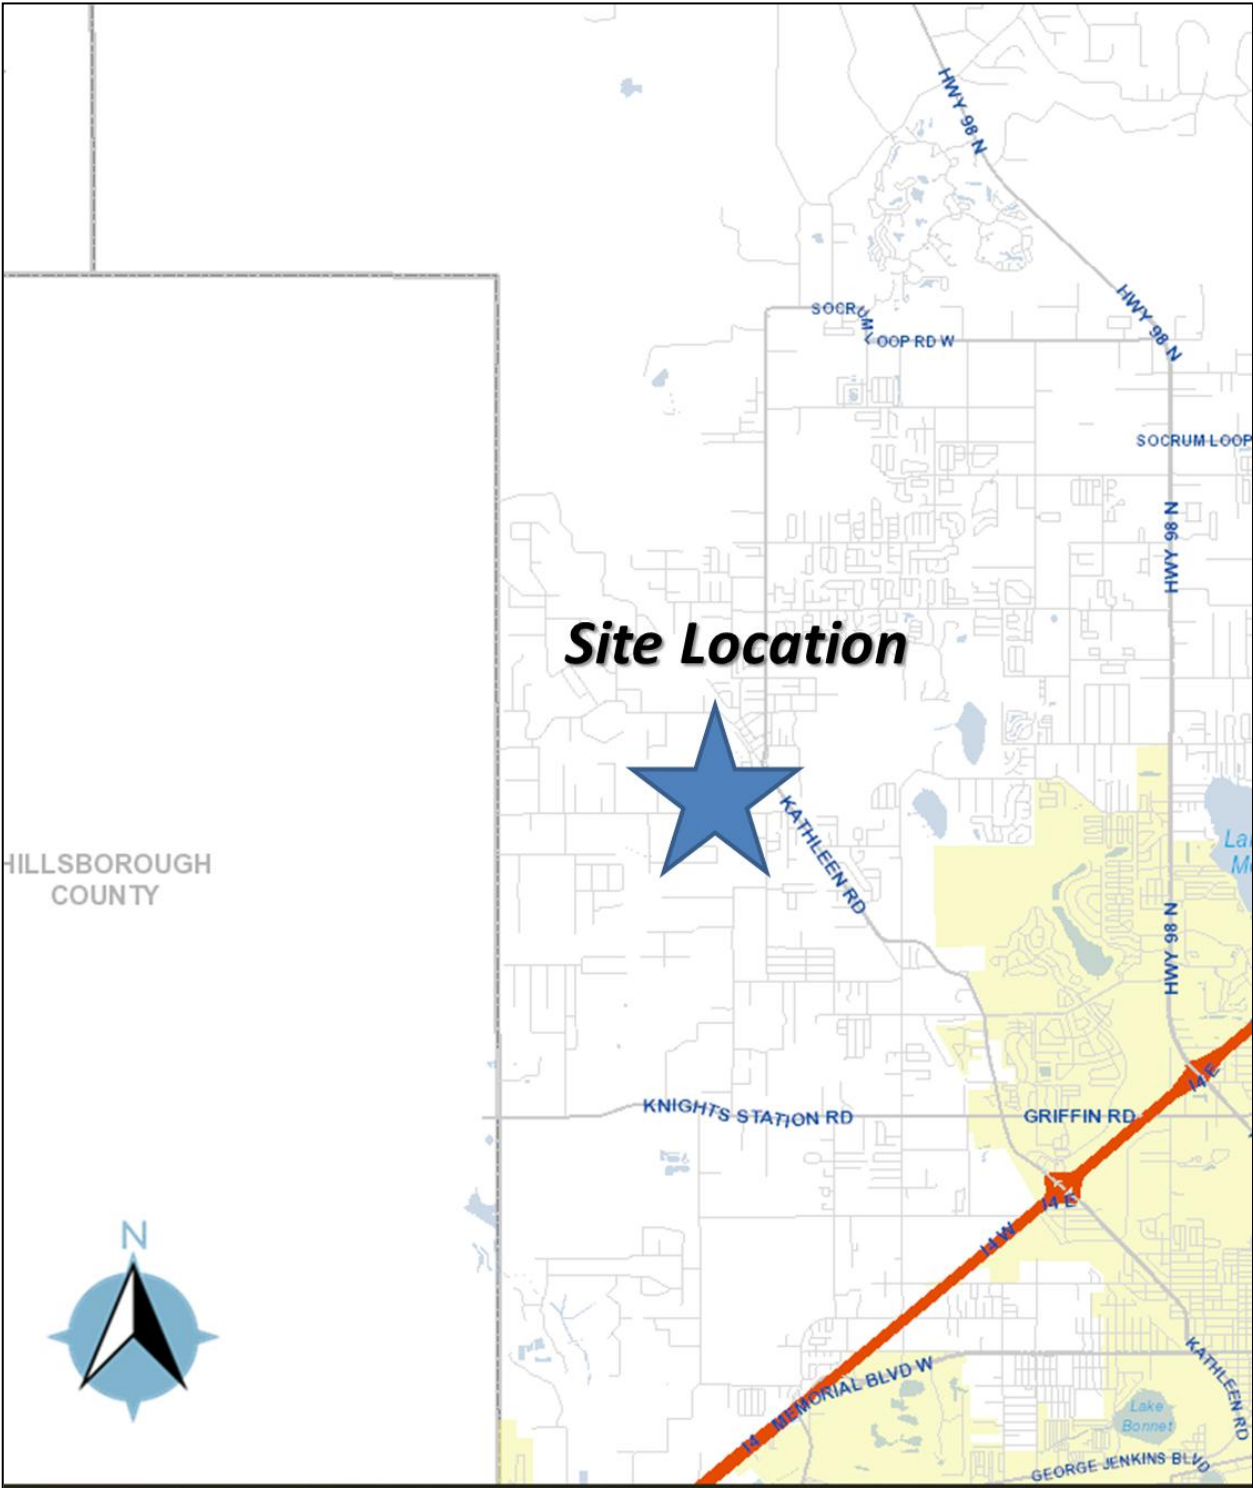 HWY 98 N
HWY 98 N
SOCRUM LOOP RD W
SOCRUM LOOP
HWY 98 N
Site Location
KATHLEEN RD
HILLSBOROUGH
COUNTY
HWY 98 N
I4 E
KNIGHTS STATION RD
GRIFFIN RD
I4 E
I4 W
N
MEMORIAL BLVD W
I4
KATHLEEN RD
Lake
Bonnet
GEORGE JENKINS BLVD